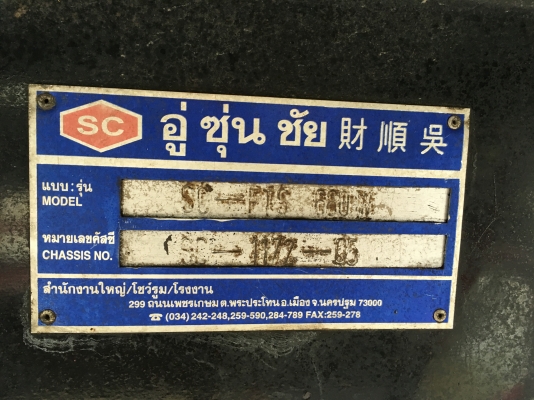 SC อู่ ซุ่น ชัย 財順吳
แบบ : รุ่น
MODEL
หมายเลขคัสซี
CHASSIS NO.
สำนักงานใหญ่/โชว์รูม/โรงงาน
299 ถนนเพชรเกษม ต.พระประโทน อ.เมือง จ.นครปฐม 73000
☎ (034) 242-248,259-590,284-789 FAX:259-278